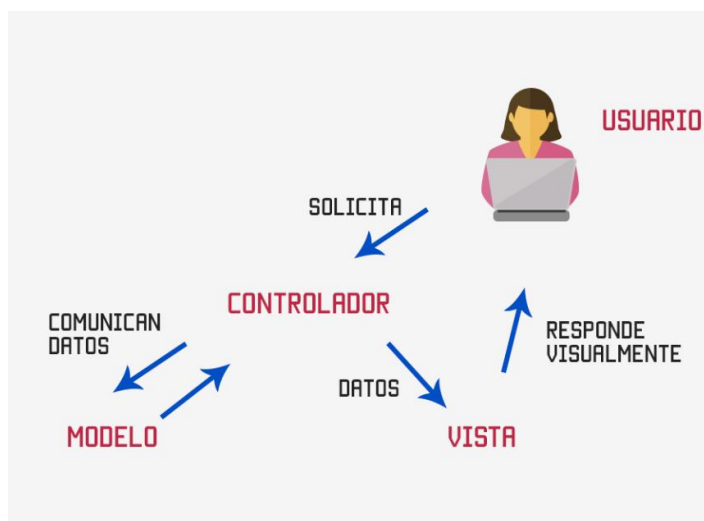 USUARIO
SOLICITA
CONTROLADOR
COMUNICAN
DATOS
RESPONDE
VISUALMENTE
DATOS
MODELO
VISTA